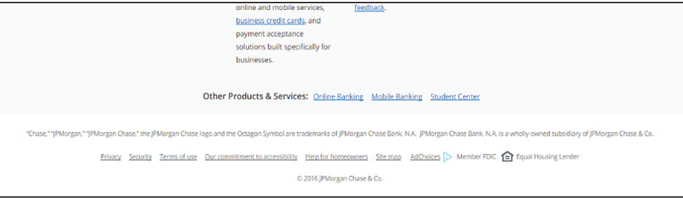 online and mobile services,
feedback.
business credit cards, and
payment acceptance
solutions built specifically for
businesses.
Other Products & Services: Online Banking Mobile Banking Student Center
"Chase," "JPMorgan," "JPMorgan Chase," the JPMorgan Chase logo and the Octagon Symbol are trademarks of JPMorgan Chase Bank, N.A. JPMorgan Chase Bank, N.A. is a wholly-owned subsidiary of JPMorgan Chase & Co.
Privacy Security Terms of use Our commitment to accessibility Help for homeowners Site map AdChoices Member FDIC Equal Housing Lender
© 2016 JPMorgan Chase & Co.